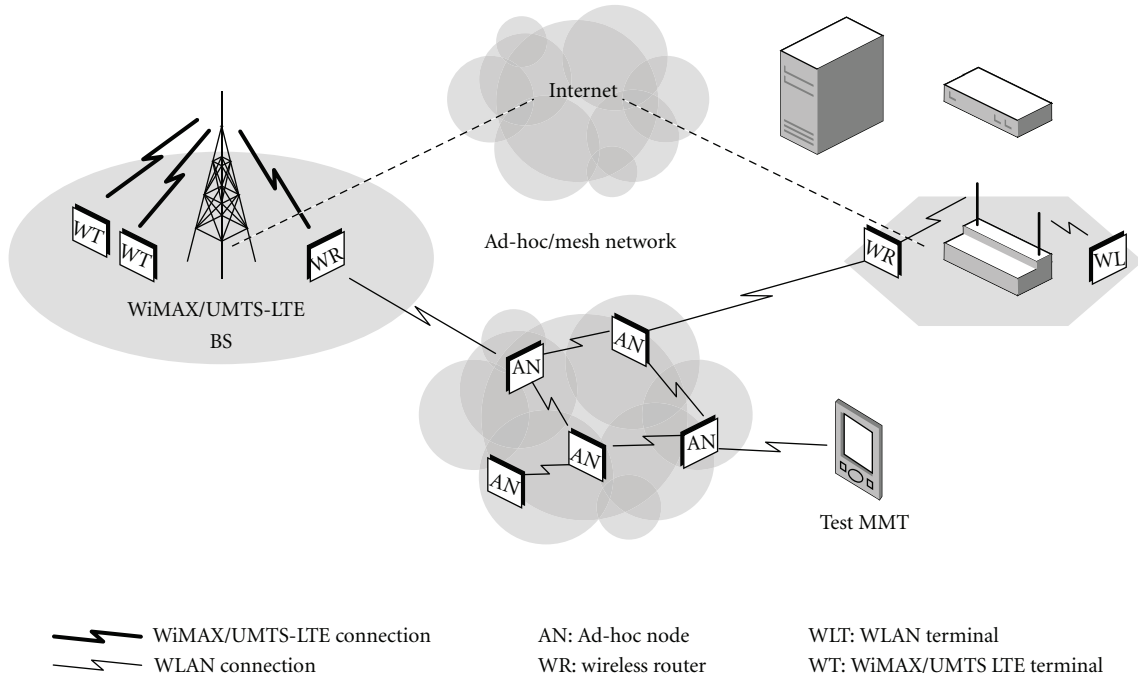 Internet
WT
WT
WR
Ad-hoc/mesh network
WR
WL
WiMAX/UMTS-LTE
BS
AN
AN
AN
AN
AN
Test MMT
WiMAX/UMTS-LTE connection
WLAN connection
AN: Ad-hoc node
WR: wireless router
WLT: WLAN terminal
WT: WiMAX/UMTS LTE terminal